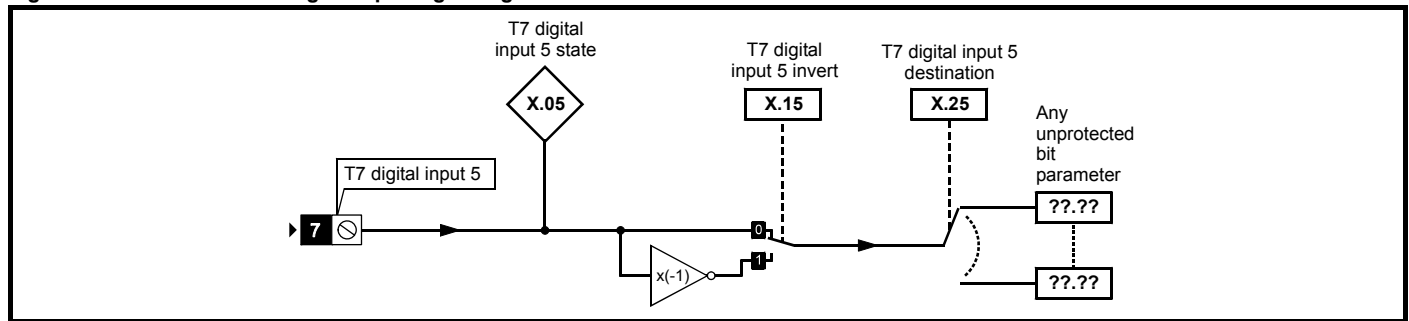 T7 digital
input 5 state
X.05
T7 digital
input 5 invert
X.15
T7 digital input 5
destination
X.25
Any
unprotected
bit
parameter
T7 digital input 5
??.??
7
0
1
x(-1)
??.??